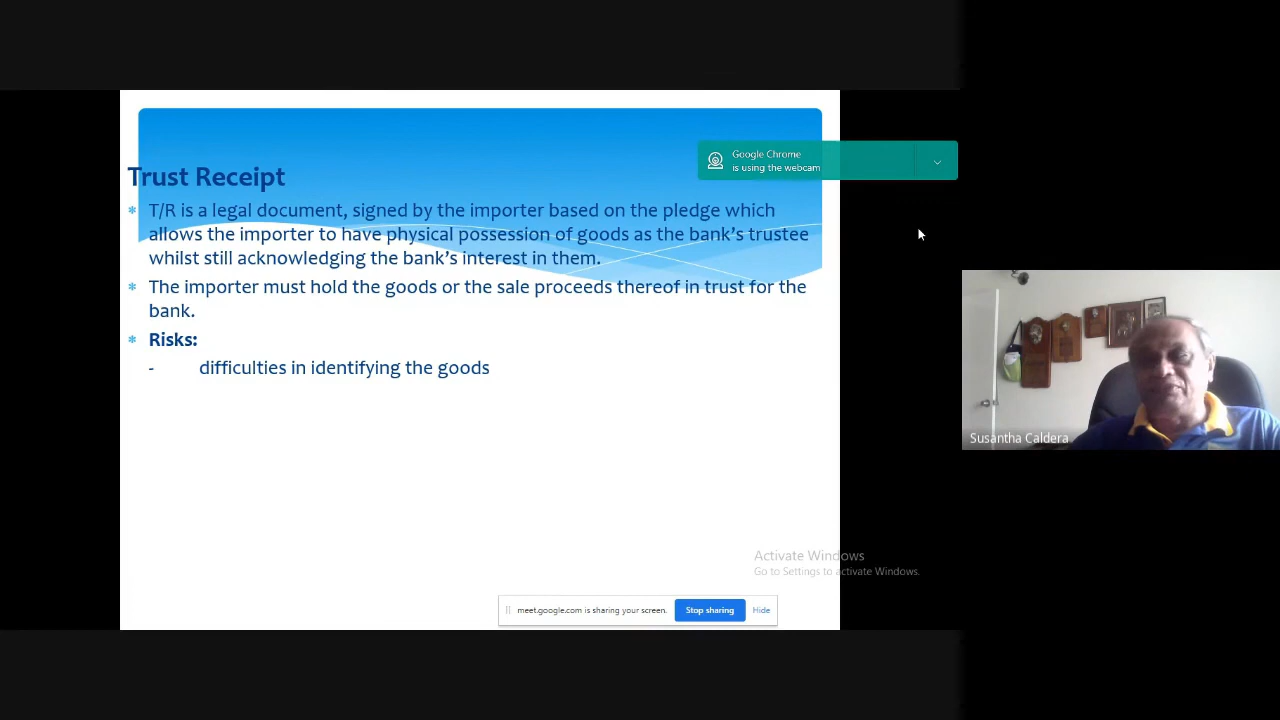 Trust Receipt
T/R is a legal document, signed by the importer based on the pledge which
allows the importer to have physical possession of goods as the bank's trustee
whilst still acknowledging the bank's interest in them.
The importer must hold the goods or the sale proceeds thereof in trust for the
bank.
Risks:
- difficulties in identifying the goods
Google Chrome
is using the webcam
Susantha Caldera
Activate Windows
Go to Settings to activate Windows.
meet.google.com is sharing your screen. Stop sharing Hide